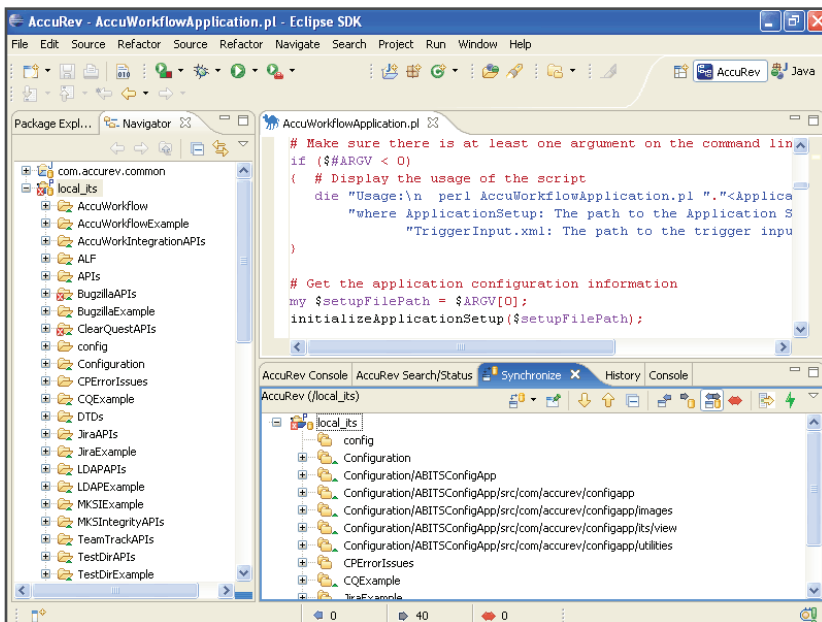 AccuRev - AccuWorkflowApplication.pl - Eclipse SDK
File Edit Source Refactor Source Refactor Navigate Search Project Run Window Help
AccuRev Java
Package Expl... Navigator
com.accurev.common
local_its
AccuWorkflow
AccuWorkflowExample
AccuWorkIntegrationAPIs
ALF
APIs
BugzillaAPIs
BugzillaExample
ClearQuestAPIs
config
Configuration
CPErrorIssues
CQExample
DTDs
JiraAPIs
JiraExample
LDAPAPIs
LDAPExample
MKSIExample
MKSIntegrityAPIs
TeamTrackAPIs
TestDirAPIs
TestDirExample
AccuWorkflowApplication.pl
# Make sure there is at least one argument on the command lin
if ($#ARGV < 0)
{ # Display the usage of the script
die "Usage:\n perl AccuWorkflowApplication.pl "."<Applica
"where ApplicationSetup: The path to the Application S
"TriggerInput.xml: The path to the trigger inpu
}
# Get the application configuration information
my $setupFilePath = $ARGV[0];
initializeApplicationSetup($setupFilePath);
AccuRev Console AccuRev Search/Status Synchronize History Console
AccuRev (/local_its)
local_its
config
Configuration
Configuration/ABITSConfigApp
Configuration/ABITSConfigApp/src/com/accurev/configapp
Configuration/ABITSConfigApp/src/com/accurev/configapp/images
Configuration/ABITSConfigApp/src/com/accurev/configapp/its/view
Configuration/ABITSConfigApp/src/com/accurev/configapp/utilities
CPErrorIssues
CQExample
JiraExample
0 40 0